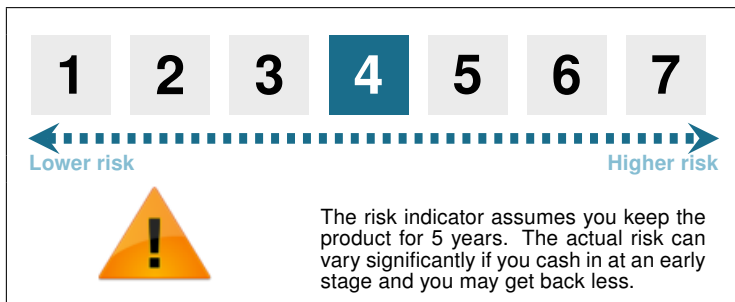 1 2 3 4 5 6 7
Lower risk Higher risk
!
The risk indicator assumes you keep the
product for 5 years. The actual risk can
vary significantly if you cash in at an early
stage and you may get back less.